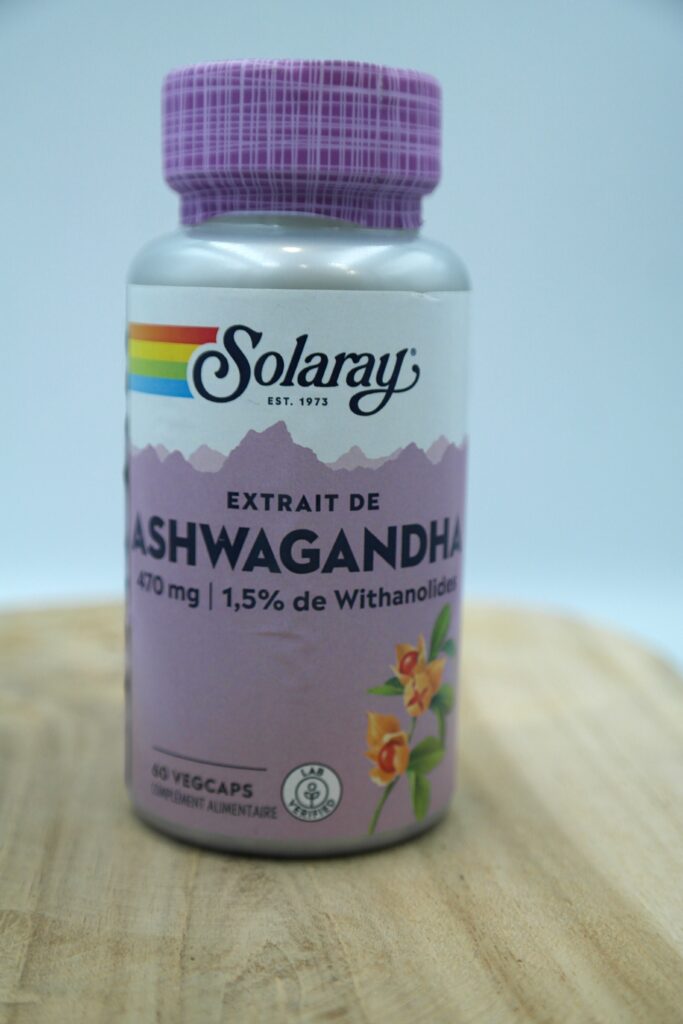 Solaray
EST. 1973
EXTRAIT DE
ASHWAGANDHA
470 mg | 1,5% de Withanolides
60 VEGCAPS
COMPLÉMENT ALIMENTAIRE
LAB
VERIFIED